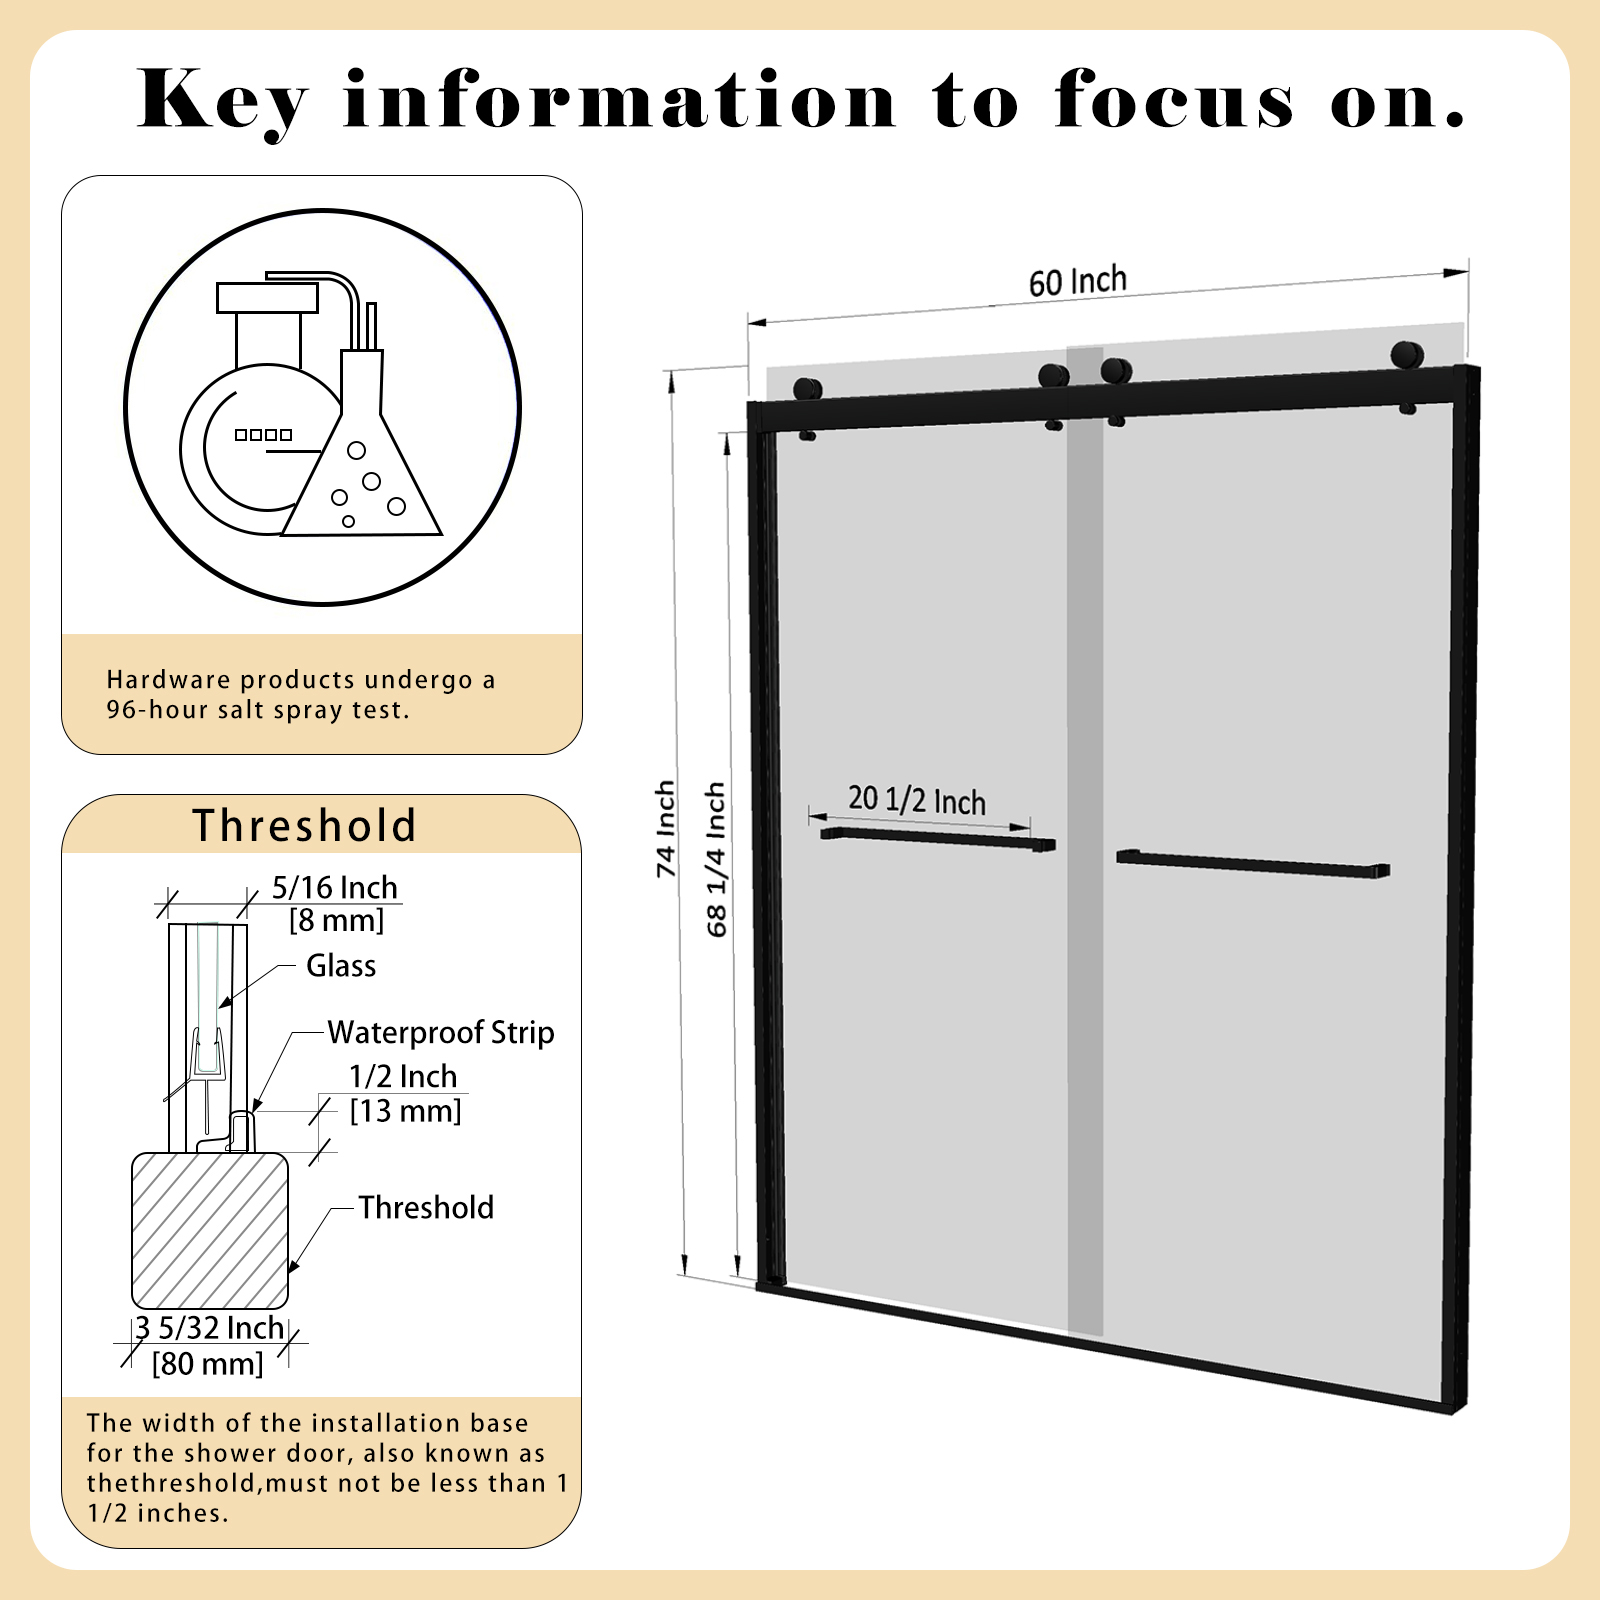 Key information to focus on.
Hardware products undergo a
96-hour salt spray test.
Threshold
5/16 Inch
[8 mm]
Glass
Waterproof Strip
1/2 Inch
[13 mm]
Threshold
3 5/32 Inch
[80 mm]
The width of the installation base
for the shower door, also known as
thethreshold,must not be less than 1
1/2 inches.
60 Inch
74 Inch
68 1/4 Inch
20 1/2 Inch